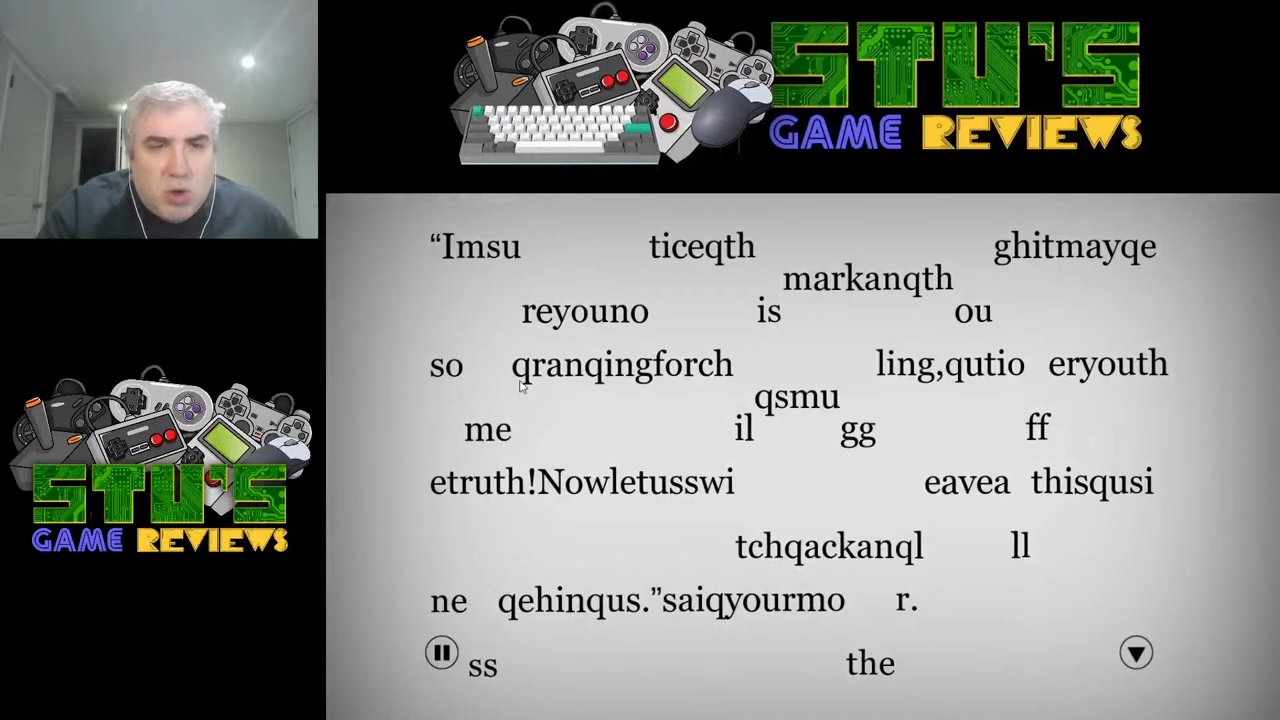 STU'S
GAME REVIEWS
“Imsu ticeqth ghitmayqe
markanqth
reyouno is ou
so qranqingforch ling,qutio eryouth
qsmu
me il gg ff
etruth!Nowletusswi eavea thisqusi
tchqackanql ll
ne qehinqus.”saiqyourmo r.
ss the
STU'S
GAME REVIEWS